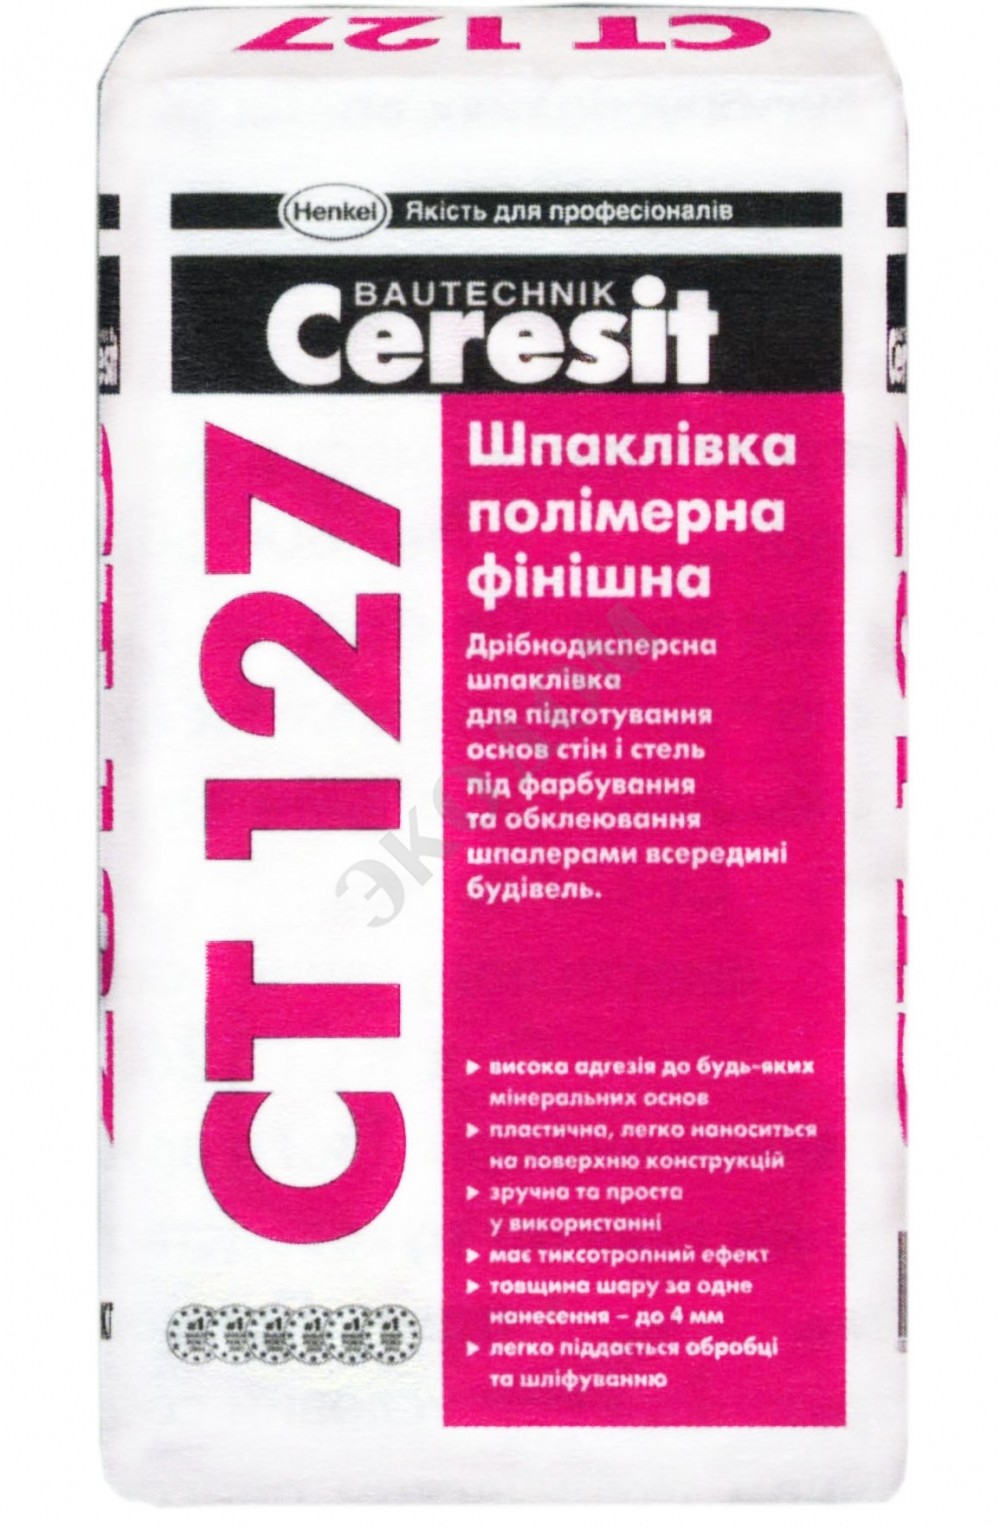 CT 127
Henkel Якість для професіоналів
BAUTECHNIK
Ceresit
CT 127
Шпаклівка
полімерна
фінішна
Дрібнодисперсна
шпаклівка
для підготування
основ стін і стель
під фарбування
та обклеювання
шпалерами всередині
будівель.
▸ висока адгезія до будь-яких
мінеральних основ
▸ пластична, легко наноситься
на поверхню конструкцій
▸ зручна та проста
у використанні
▸ має тиксотропний ефект
▸ товщина шару за одне
нанесення – до 4 мм
▸ легко піддається обробці
та шліфуванню